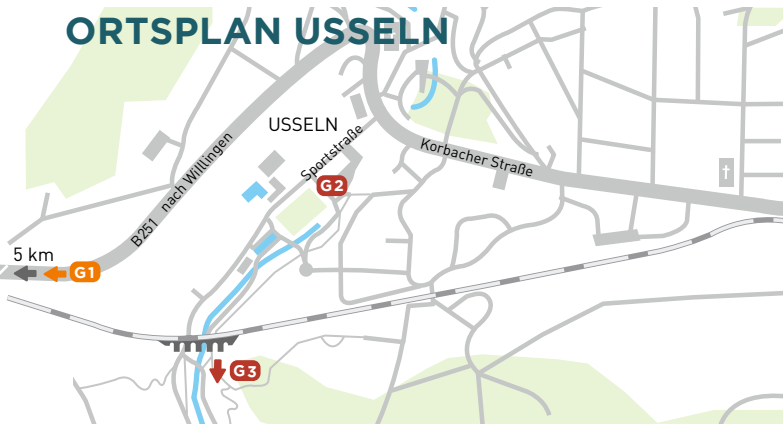 ORTSPLAN USSELN
USSELN
Sportstraße
Korbacher Straße
G2
B251 nach Willingen
5 km
G1
G3